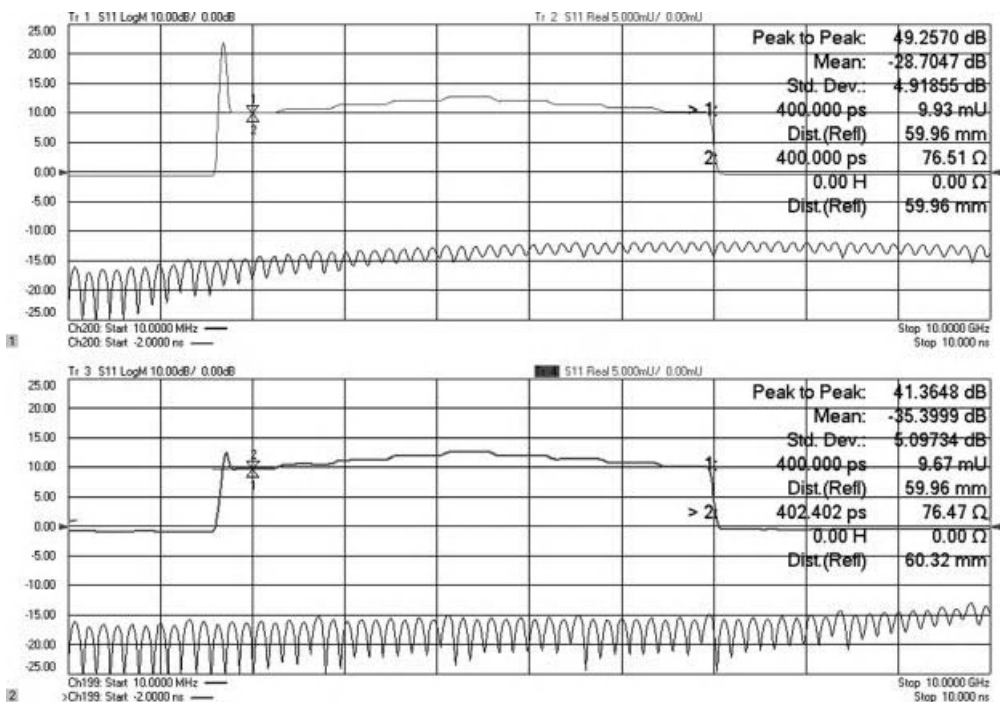 Tr 1 S11 LogM 10.00dB/ 0.00dB
Tr 2 S11 Real 5.000mU/ 0.00mU
25.00
20.00
15.00
10.00
5.00
0.00
-5.00
-10.00
-15.00
-20.00
-25.00
1
2
Peak to Peak: 49.2570 dB
Mean: -28.7047 dB
Std. Dev.: 4.91855 dB
> 1: 400.000 ps 9.93 mU
Dist.(Refl) 59.96 mm
2: 400.000 ps 76.51 Ω
0.00 H 0.00 Ω
Dist.(Refl) 59.96 mm
1
Ch200: Start 10.0000 MHz
Stop 10.0000 GHz
Ch200: Start -2.0000 ns
Stop 10.000 ns
Tr 3 S11 LogM 10.00dB/ 0.00dB
Tr 4 S11 Real 5.000mU/ 0.00mU
25.00
20.00
15.00
10.00
5.00
0.00
-5.00
-10.00
-15.00
-20.00
-25.00
2
1
Peak to Peak: 41.3648 dB
Mean: -35.3999 dB
Std. Dev.: 5.09734 dB
1: 400.000 ps 9.67 mU
Dist.(Refl) 59.96 mm
> 2: 402.402 ps 76.47 Ω
0.00 H 0.00 Ω
Dist.(Refl) 60.32 mm
2
Ch199: Start 10.0000 MHz
Stop 10.0000 GHz
>Ch199: Start -2.0000 ns
Stop 10.000 ns